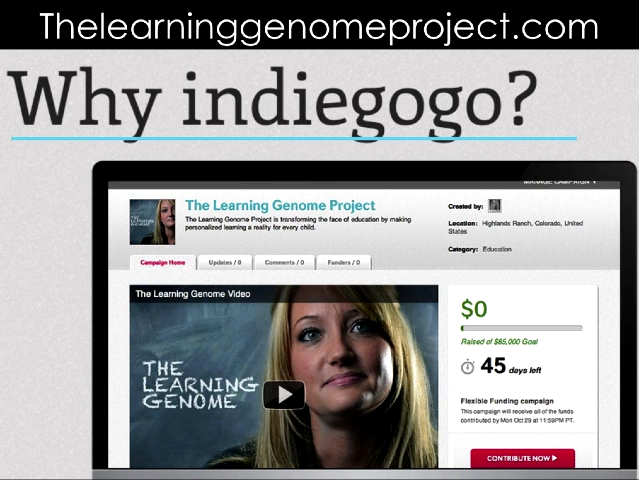 Thelearninggenomeproject.com
Why indiegogo?
MANAGE CAMPAIGN
The Learning Genome Project
The Learning Genome Project is transforming the face of education by making
personalized learning a reality for every child.
Created by:
Location: Highlands Ranch, Colorado, United
States
Category: Education
Campaign Home
Updates / 0
Comments / 0
Funders / 0
The Learning Genome Video
THE
LEARNING
GENOME
$0
Raised of $85,000 Goal
45 days left
Flexible Funding campaign
This campaign will receive all of the funds
contributed by Mon Oct 29 at 11:59PM PT.
CONTRIBUTE NOW